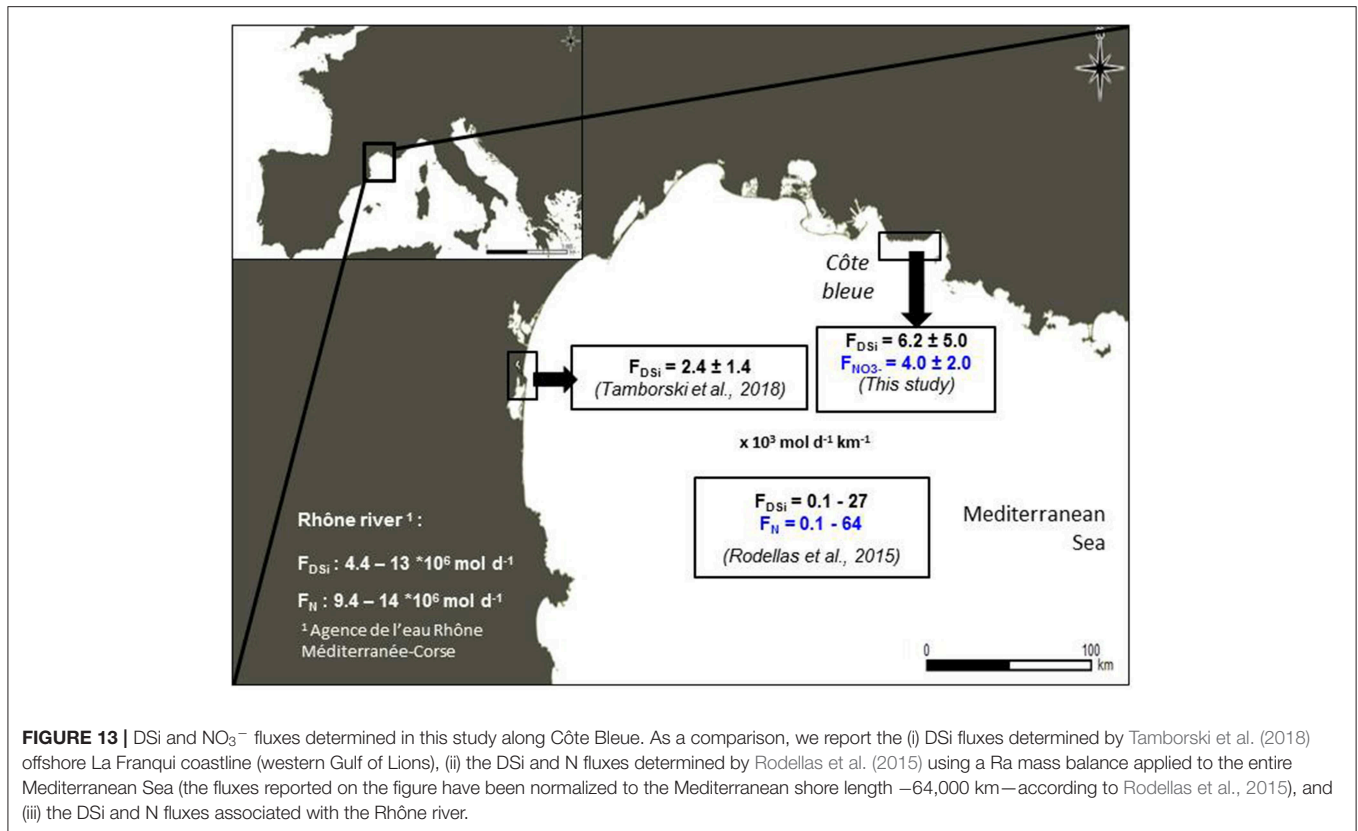 Côte
bleue
F_DSi = 6.2 ± 5.0
F_NO3- = 4.0 ± 2.0
(This study)
F_DSi = 2.4 ± 1.4
(Tamborski et al., 2018)
x 10³ mol d⁻¹ km⁻¹
F_DSi = 0.1 - 27
F_N = 0.1 - 64
(Rodellas et al., 2015)
Mediterranean
Sea
Rhône river ¹ :
F_DSi : 4.4 – 13 *10⁶ mol d⁻¹
F_N : 9.4 – 14 *10⁶ mol d⁻¹
¹ Agence de l'eau Rhône
Méditerranée-Corse
0 100
km
FIGURE 13 | DSi and NO₃⁻ fluxes determined in this study along Côte Bleue. As a comparison, we report the (i) DSi fluxes determined by Tamborski et al. (2018)
offshore La Franqui coastline (western Gulf of Lions), (ii) the DSi and N fluxes determined by Rodellas et al. (2015) using a Ra mass balance applied to the entire
Mediterranean Sea (the fluxes reported on the figure have been normalized to the Mediterranean shore length −64,000 km—according to Rodellas et al., 2015), and
(iii) the DSi and N fluxes associated with the Rhône river.